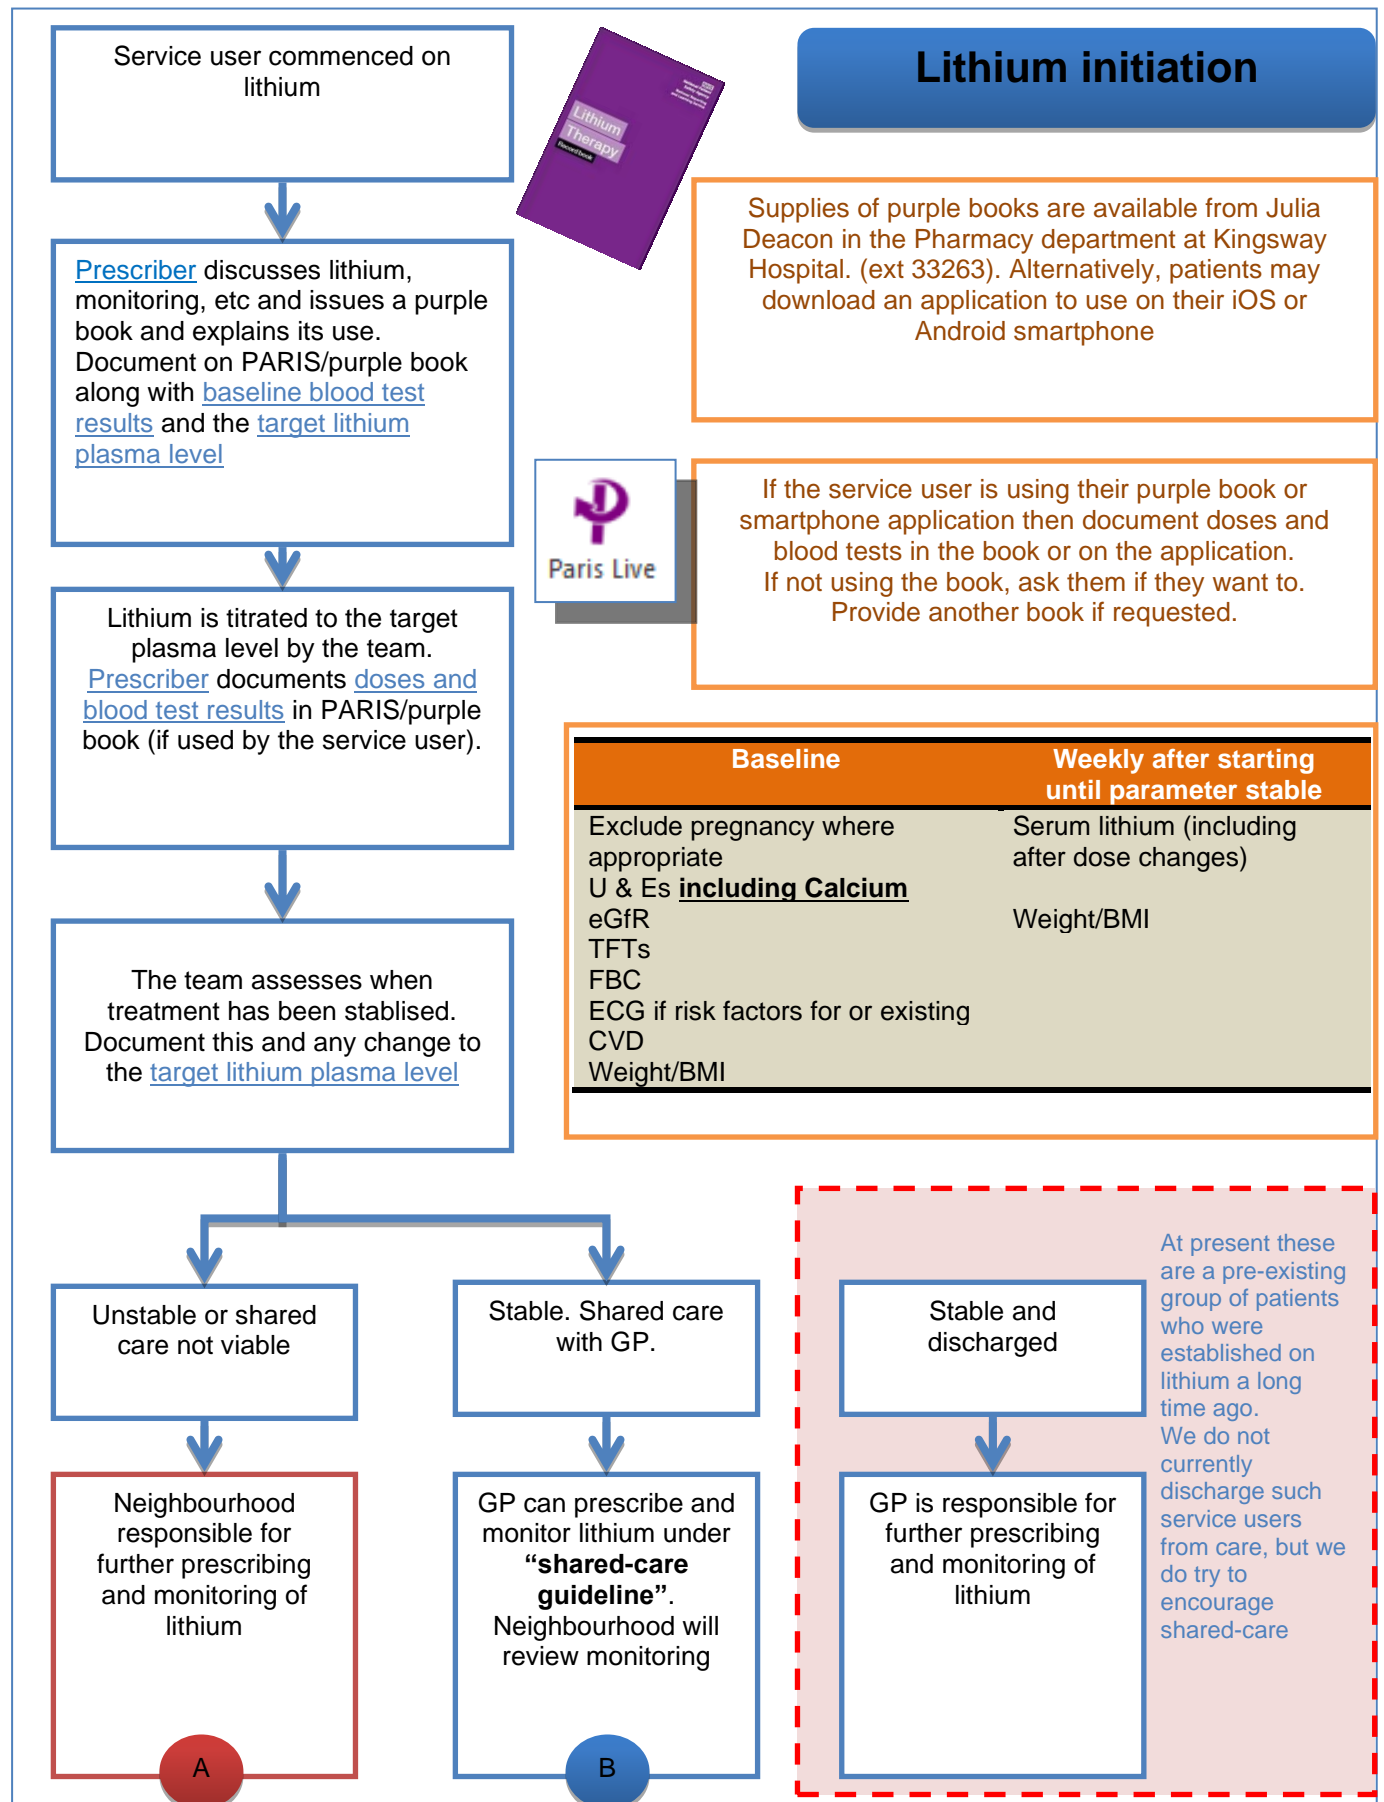 Service user commenced on
lithium
Lithium
Therapy
Record book
Lithium initiation
Supplies of purple books are available from Julia
Deacon in the Pharmacy department at Kingsway
Hospital. (ext 33263). Alternatively, patients may
download an application to use on their iOS or
Android smartphone
Prescriber discusses lithium,
monitoring, etc and issues a purple
book and explains its use.
Document on PARIS/purple book
along with baseline blood test
results and the target lithium
plasma level
Paris Live
If the service user is using their purple book or
smartphone application then document doses and
blood tests in the book or on the application.
If not using the book, ask them if they want to.
Provide another book if requested.
Lithium is titrated to the target
plasma level by the team.
Prescriber documents doses and
blood test results in PARIS/purple
book (if used by the service user).
Baseline
Weekly after starting
until parameter stable
Exclude pregnancy where
appropriate
U & Es including Calcium
eGfR
TFTs
FBC
ECG if risk factors for or existing
CVD
Weight/BMI
Serum lithium (including
after dose changes)
Weight/BMI
The team assesses when
treatment has been stablised.
Document this and any change to
the target lithium plasma level
Unstable or shared
care not viable
Stable. Shared care
with GP.
Stable and
discharged
At present these
are a pre-existing
group of patients
who were
established on
lithium a long
time ago.
We do not
currently
discharge such
service users
from care, but we
do try to
encourage
shared-care
Neighbourhood
responsible for
further prescribing
and monitoring of
lithium
A
GP can prescribe and
monitor lithium under
“shared-care
guideline”.
Neighbourhood will
review monitoring
B
GP is responsible for
further prescribing
and monitoring of
lithium